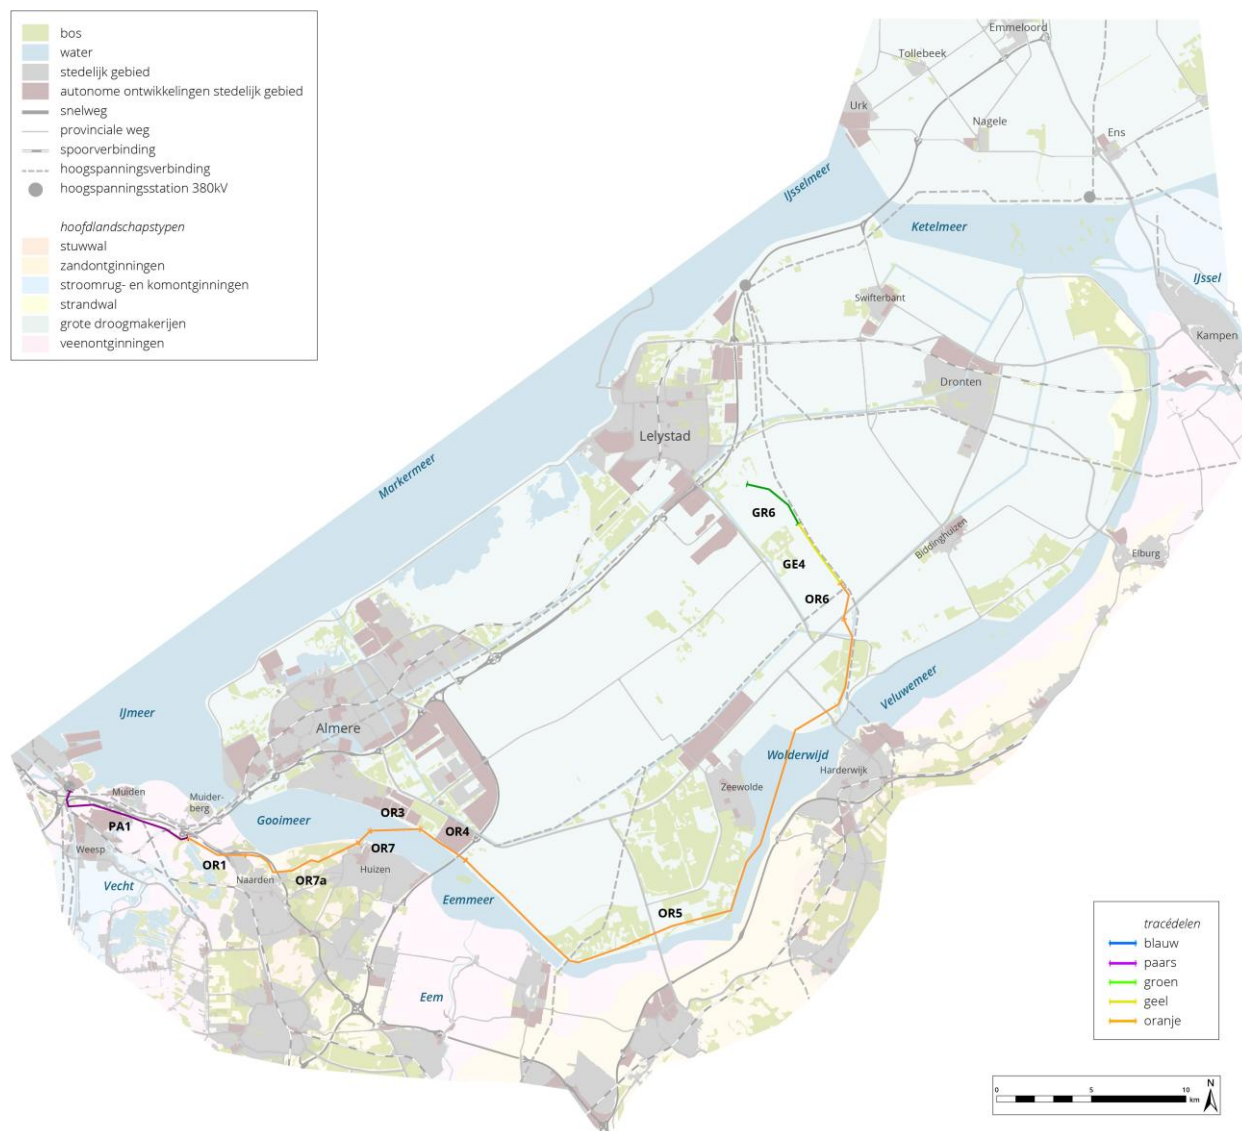 bos
water
stedelijk gebied
autonome ontwikkelingen stedelijk gebied
snelweg
provinciale weg
spoorverbinding
hoogspanningsverbinding
hoogspanningsstation 380kV
hoofdlandschapstypen
stuwwal
zandontginningen
stroomrug- en komontginningen
strandwal
grote droogmakerijen
veenontginningen
Emmeloord
Tollebeek
Urk
Nagele
Ens
IJsselmeer
Ketelmeer
IJssel
Swifterbant
Kampen
Dronten
Lelystad
Markermeer
GR6
Biddinghuizen
Elburg
GE4
OR6
Veluwemeer
IJmeer
Almere
Wolderwijd
Harderwijk
Zeewolde
Muiden
Muider-
berg
Gooimeer
OR3
OR4
PA1
Weesp
OR1
OR7
Naarden
OR7a
Huizen
Vecht
Eemmeer
OR5
Eem
tracédelen
blauw
paars
groen
geel
oranje
0 5 10
km
N